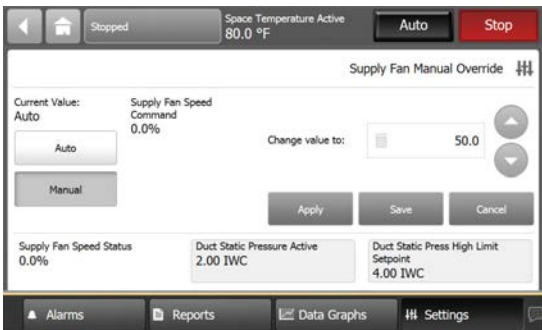 Stopped
Space Temperature Active
80.0 °F
Auto
Stop
Supply Fan Manual Override
Current Value:
Auto
Supply Fan Speed
Command
0.0%
Change value to:
50.0
Auto
Manual
Apply
Save
Cancel
Supply Fan Speed Status
0.0%
Duct Static Pressure Active
2.00 IWC
Duct Static Press High Limit
Setpoint
4.00 IWC
Alarms
Reports
Data Graphs
Settings